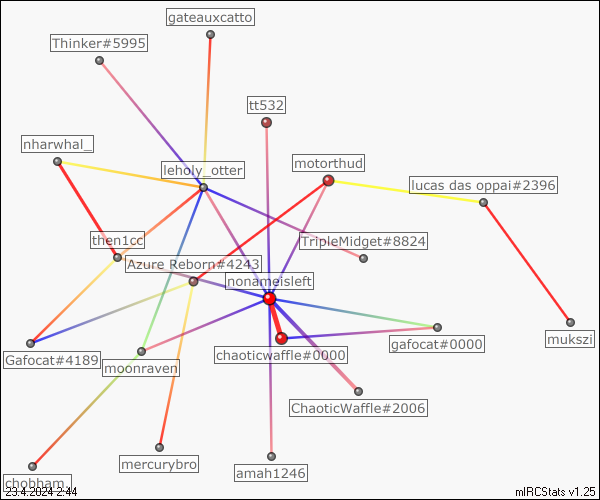 gateauxcatto
Thinker#5995
tt532
nharwhal_
motorthud
leholy_otter
lucas das oppai#2396
then1cc
TripleMidget#8824
Azure Reborn#4243
nonameisleft
Gafocat#4189
chaoticwaffle#0000
gafocat#0000
mukszi
moonraven
ChaoticWaffle#2006
mercurybro
amah1246
chobham_
23.4.2024 2:44
mIRCStats v1.25